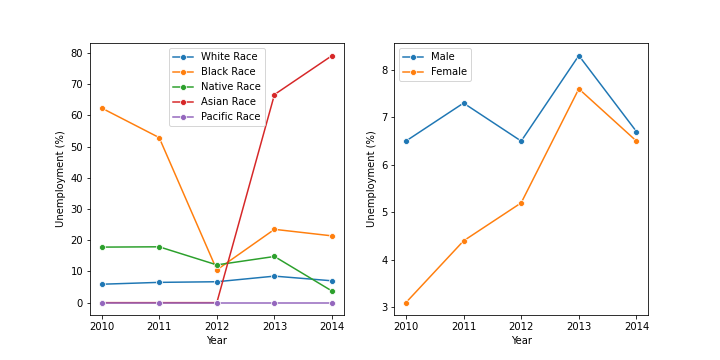 White Race
Black Race
Native Race
Asian Race
Pacific Race
80
70
60
50
40
30
20
10
0
Unemployment (%)
2010 2011 2012 2013 2014
Year
Male
Female
8
7
6
5
4
3
Unemployment (%)
2010 2011 2012 2013 2014
Year